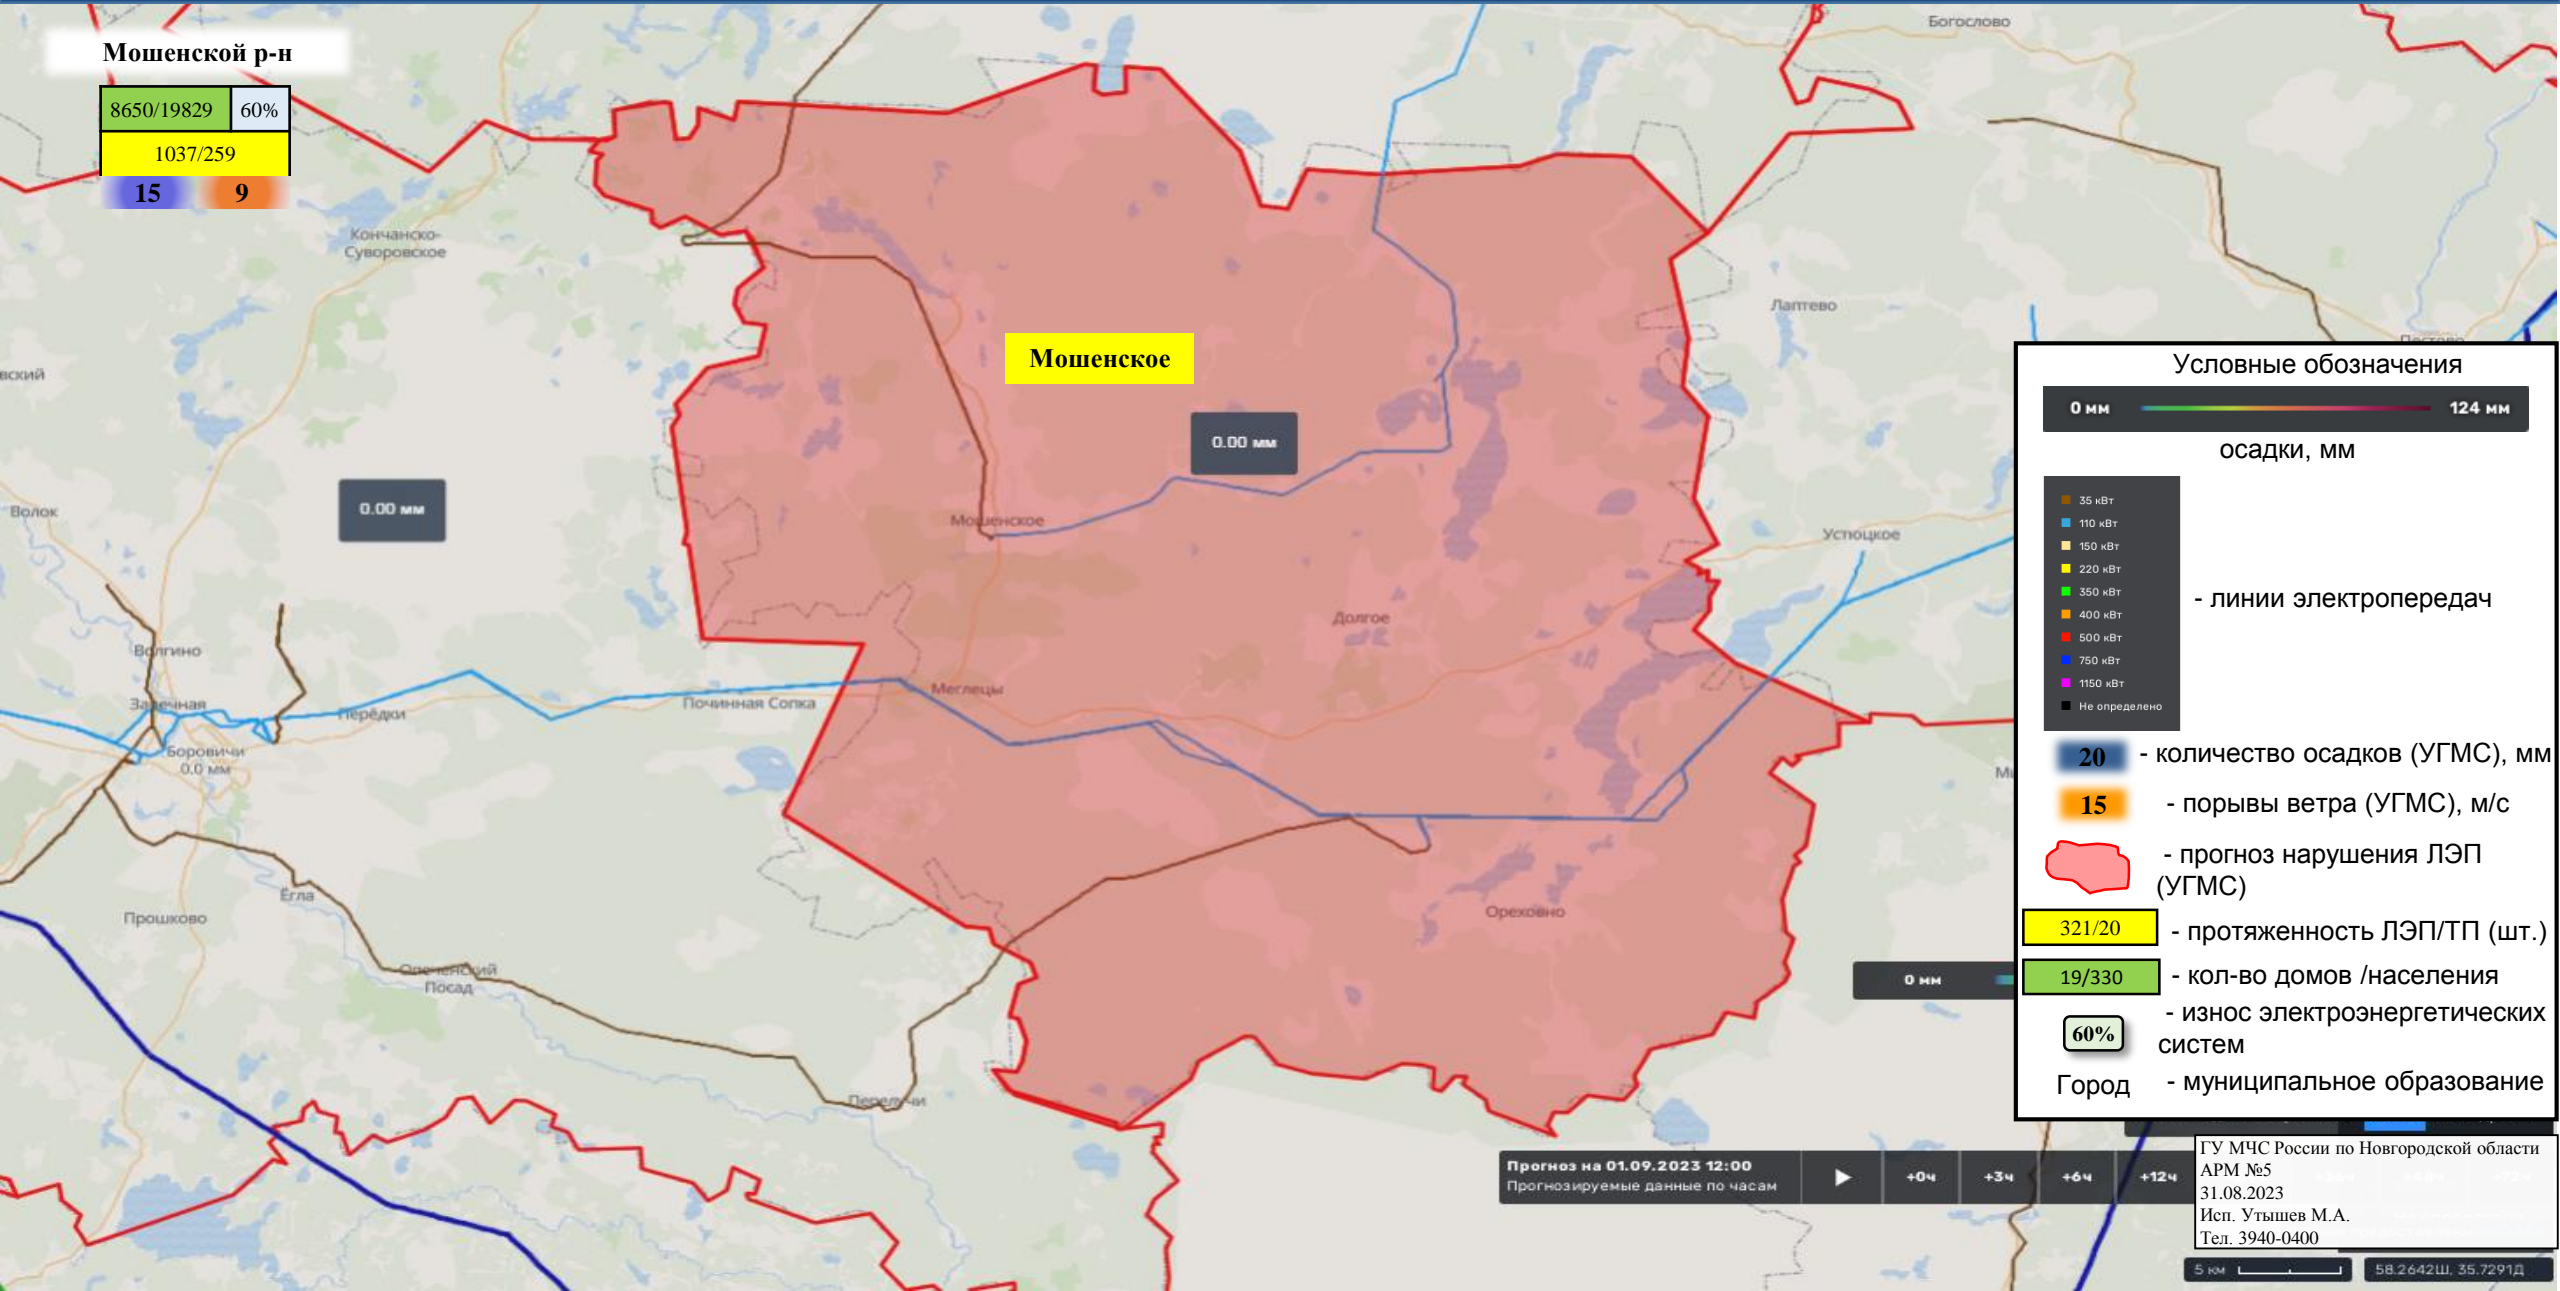 Мошенской р-н
8650/19829 60%
1037/259
15 9
Богослово
Кончанско-
Суворовское
Мошенское
Лаптево
0.00 мм
0.00 мм
вский
Волок
Мошенское
Устюцкое
Долгое
Волгино
Меглецы
Заречная
Перёдки
Починная Сопка
Боровичи
0.0 мм
Ёгла
Прошково
Ореховно
Опеченский
Посад
Перелучи
0 мм
Условные обозначения
0 мм 124 мм
осадки, мм
35 кВт
110 кВт
150 кВт
220 кВт
350 кВт
400 кВт
500 кВт
750 кВт
1150 кВт
Не определено
- линии электропередач
20 - количество осадков (УГМС), мм
15 - порывы ветра (УГМС), м/с
- прогноз нарушения ЛЭП
(УГМС)
321/20 - протяженность ЛЭП/ТП (шт.)
19/330 - кол-во домов /населения
- износ электроэнергетических
60% систем
Город - муниципальное образование
Прогноз на 01.09.2023 12:00
Прогнозируемые данные по часам
+0ч +3ч +6ч +12ч
ГУ МЧС России по Новгородской области
АРМ №5
31.08.2023
Исп. Утышев М.А.
Тел. 3940-0400
5 км
58.2642Ш, 35.7291Д